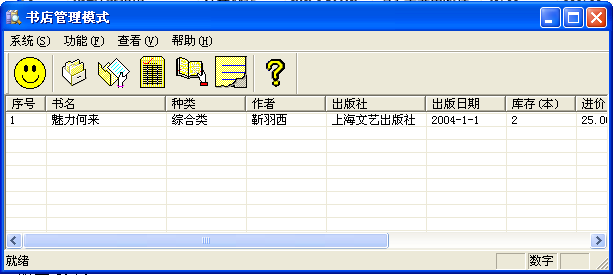 书店管理模式
系统(S) 功能(F) 查看(V) 帮助(H)
序号 书名 种类 作者 出版社 出版日期 库存(本) 进价
1 魅力何来 综合类 靳羽西 上海文艺出版社 2004-1-1 2 25.00
就绪 数字